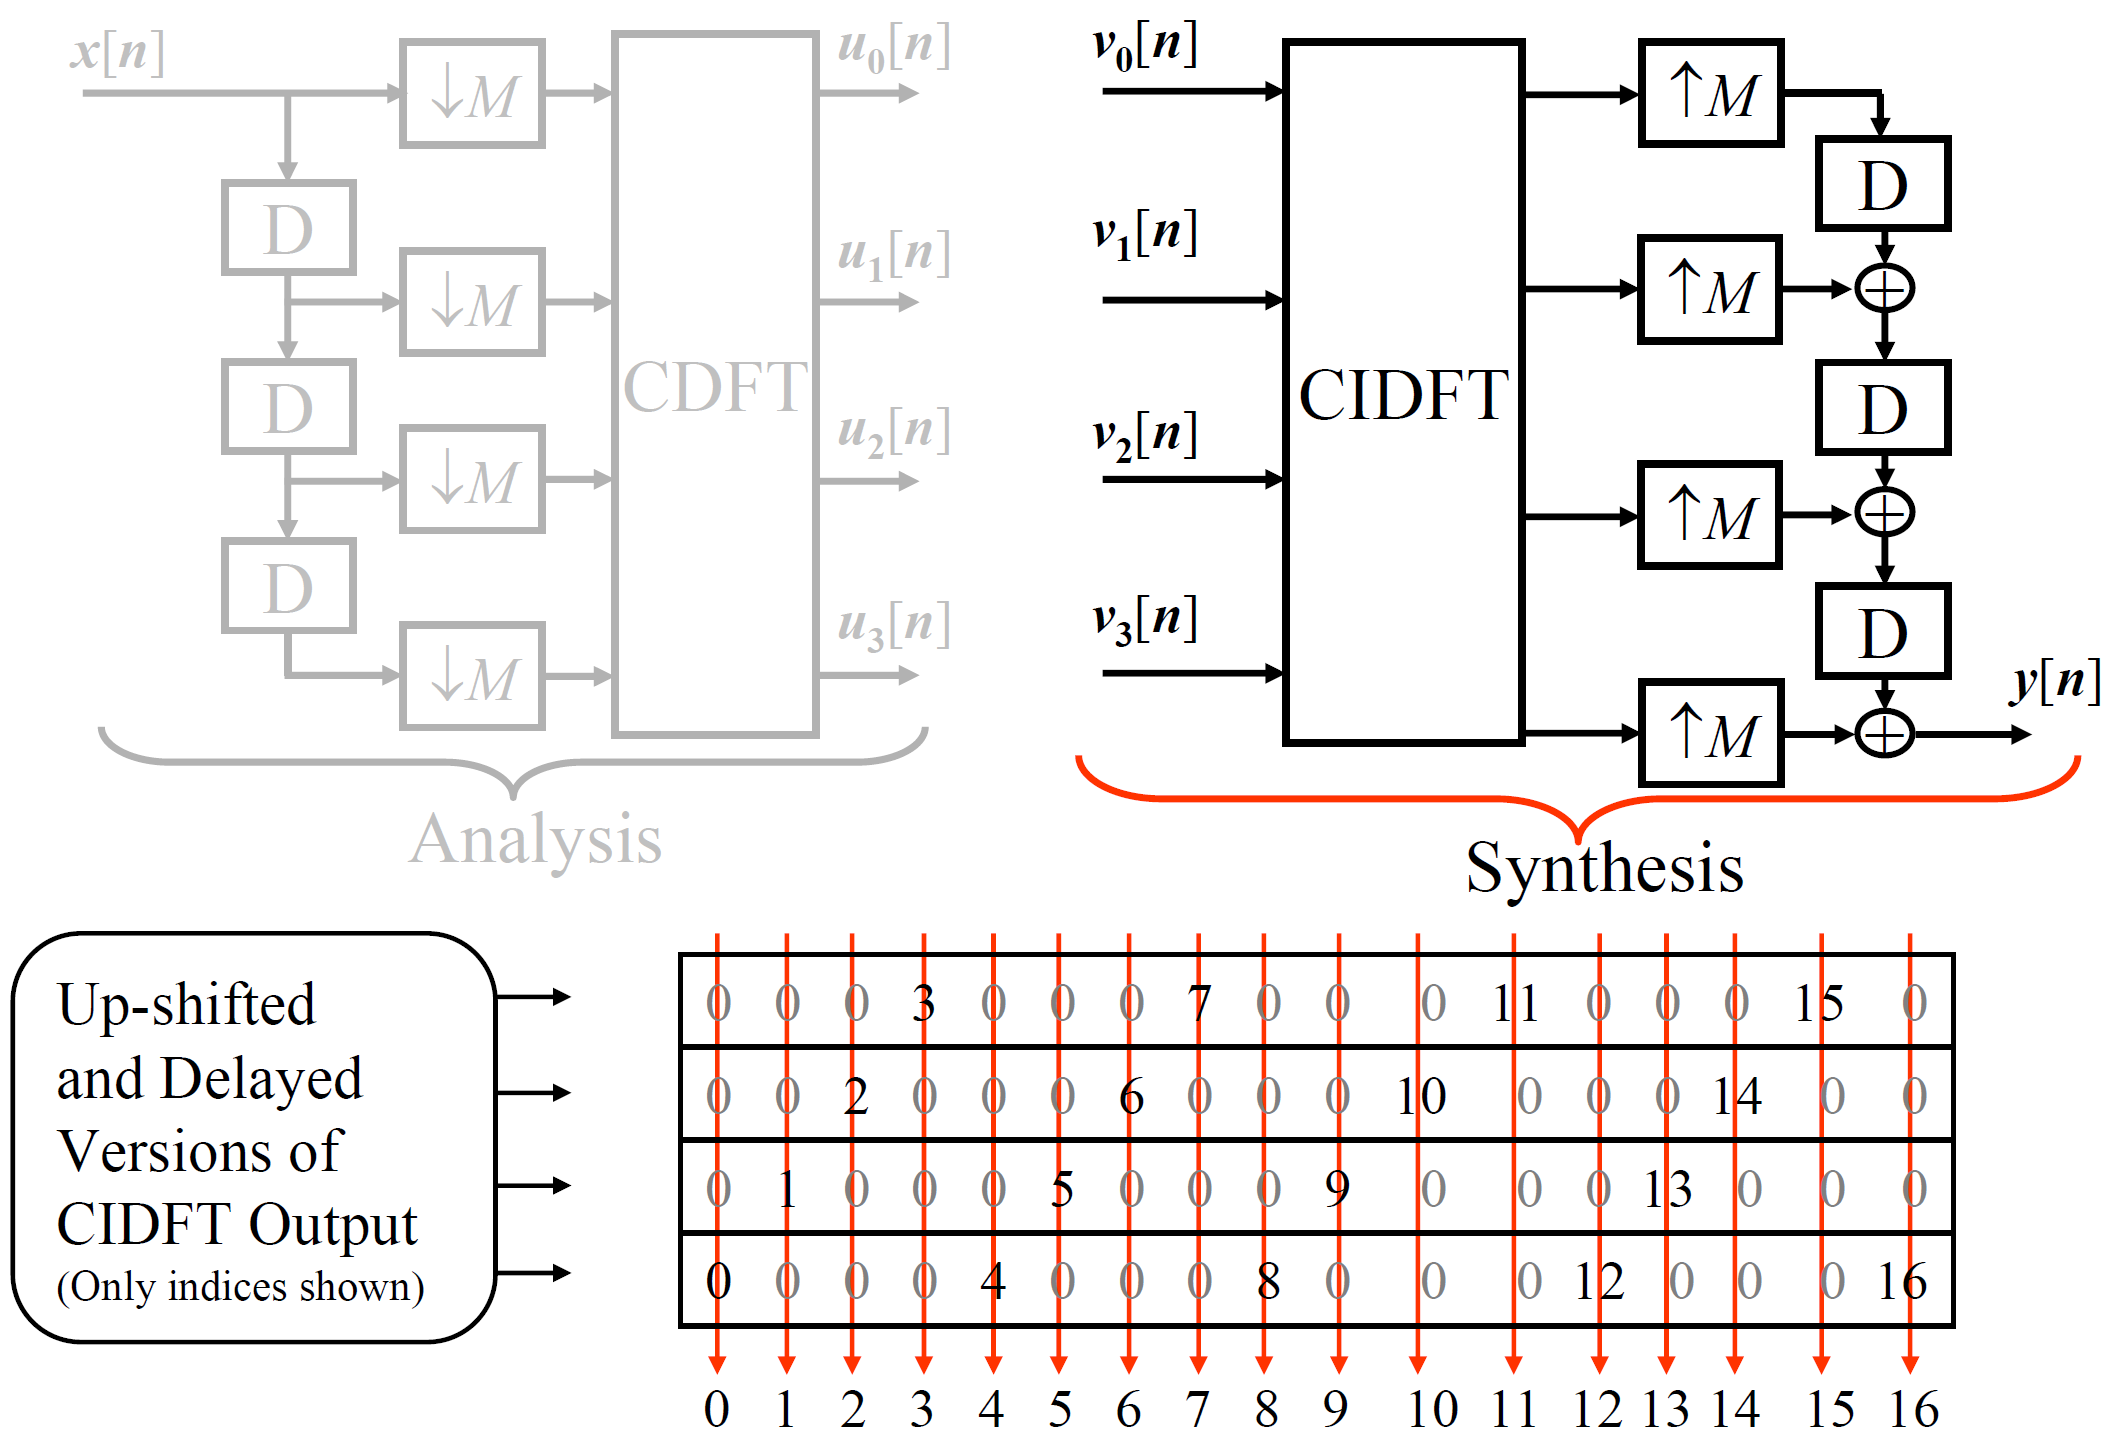 x[n]
↓M
u0[n]
D
↓M
u1[n]
D
↓M
u2[n]
D
↓M
u3[n]
CDFT
Analysis
v0[n]
v1[n]
v2[n]
v3[n]
CIDFT
↑M
D
↑M
+
D
↑M
+
D
↑M
+
y[n]
Synthesis
Up-shifted
and Delayed
Versions of
CIDFT Output
(Only indices shown)
0 0 0 3 0 0 0 7 0 0 0 11 0 0 0 15 0
0 0 2 0 0 0 6 0 0 0 10 0 0 0 14 0 0
0 1 0 0 0 5 0 0 0 9 0 0 0 13 0 0 0
0 0 0 0 4 0 0 0 8 0 0 0 12 0 0 0 16
0 1 2 3 4 5 6 7 8 9 10 11 12 13 14 15 16